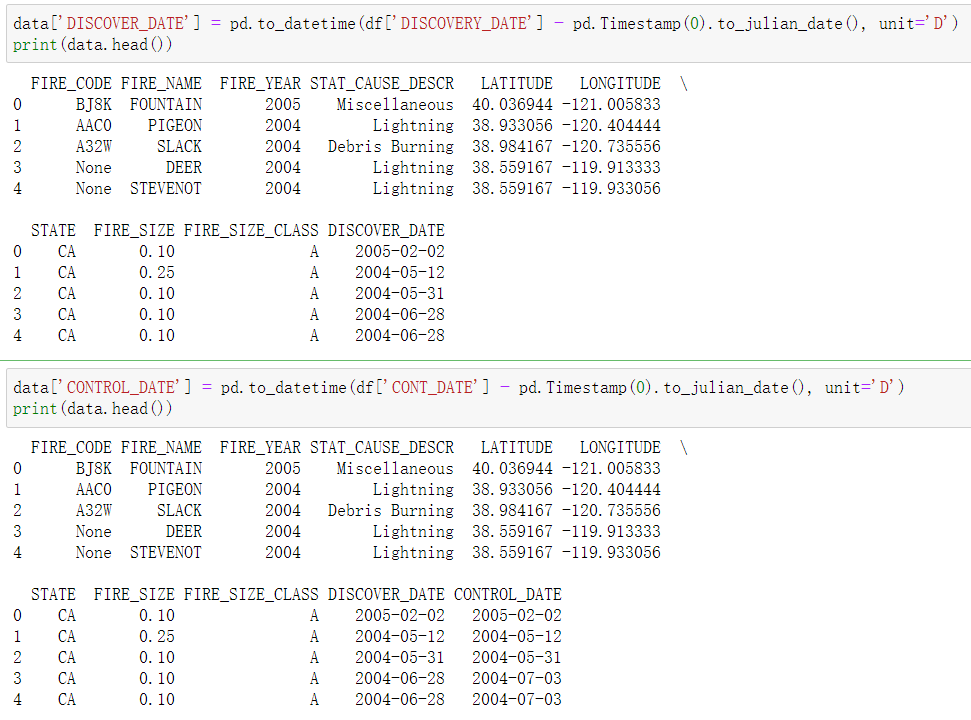 data['DISCOVER_DATE'] = pd.to_datetime(df['DISCOVERY_DATE'] - pd.Timestamp(0).to_julian_date(), unit='D')
print(data.head())
  FIRE_CODE FIRE_NAME  FIRE_YEAR STAT_CAUSE_DESCR   LATITUDE   LONGITUDE  \
0      BJ8K  FOUNTAIN       2005    Miscellaneous  40.036944 -121.005833
1      AAC0    PIGEON       2004        Lightning  38.933056 -120.404444
2      A32W     SLACK       2004   Debris Burning  38.984167 -120.735556
3      None      DEER       2004        Lightning  38.559167 -119.913333
4      None  STEVENOT       2004        Lightning  38.559167 -119.933056
  STATE  FIRE_SIZE FIRE_SIZE_CLASS DISCOVER_DATE
0    CA       0.10               A    2005-02-02
1    CA       0.25               A    2004-05-12
2    CA       0.10               A    2004-05-31
3    CA       0.10               A    2004-06-28
4    CA       0.10               A    2004-06-28
data['CONTROL_DATE'] = pd.to_datetime(df['CONT_DATE'] - pd.Timestamp(0).to_julian_date(), unit='D')
print(data.head())
  FIRE_CODE FIRE_NAME  FIRE_YEAR STAT_CAUSE_DESCR   LATITUDE   LONGITUDE  \
0      BJ8K  FOUNTAIN       2005    Miscellaneous  40.036944 -121.005833
1      AAC0    PIGEON       2004        Lightning  38.933056 -120.404444
2      A32W     SLACK       2004   Debris Burning  38.984167 -120.735556
3      None      DEER       2004        Lightning  38.559167 -119.913333
4      None  STEVENOT       2004        Lightning  38.559167 -119.933056
  STATE  FIRE_SIZE FIRE_SIZE_CLASS DISCOVER_DATE CONTROL_DATE
0    CA       0.10               A    2005-02-02   2005-02-02
1    CA       0.25               A    2004-05-12   2004-05-12
2    CA       0.10               A    2004-05-31   2004-05-31
3    CA       0.10               A    2004-06-28   2004-07-03
4    CA       0.10               A    2004-06-28   2004-07-03